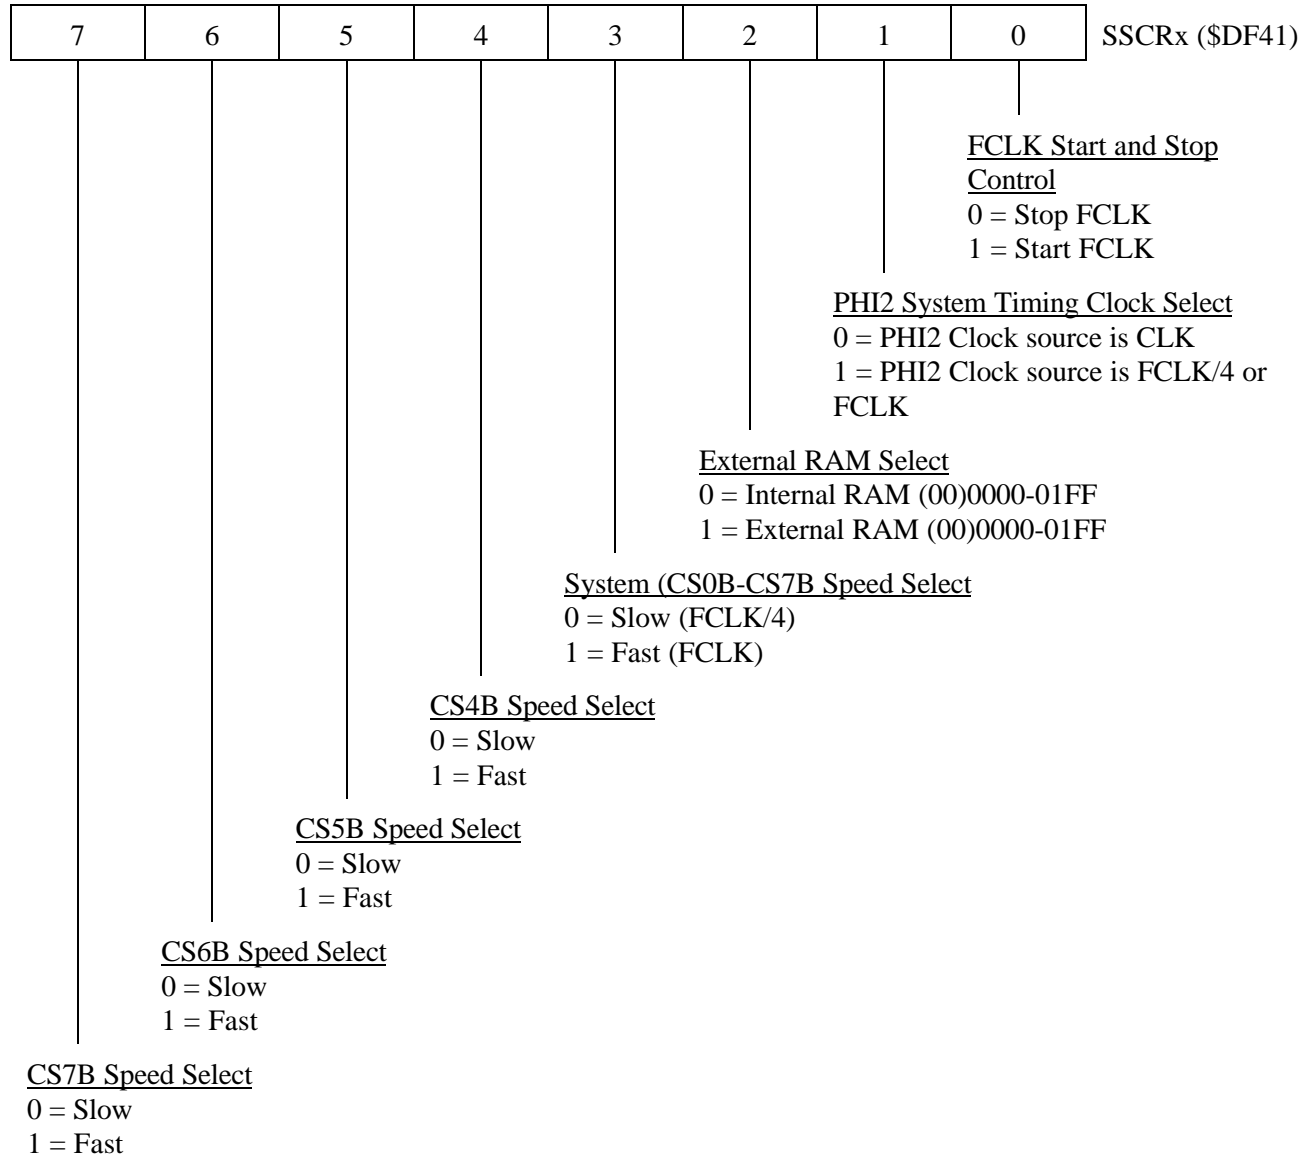 7 6 5 4 3 2 1 0 SSCRx ($DF41)
FCLK Start and Stop
Control
0 = Stop FCLK
1 = Start FCLK
PHI2 System Timing Clock Select
0 = PHI2 Clock source is CLK
1 = PHI2 Clock source is FCLK/4 or
FCLK
External RAM Select
0 = Internal RAM (00)0000-01FF
1 = External RAM (00)0000-01FF
System (CS0B-CS7B Speed Select
0 = Slow (FCLK/4)
1 = Fast (FCLK)
CS4B Speed Select
0 = Slow
1 = Fast
CS5B Speed Select
0 = Slow
1 = Fast
CS6B Speed Select
0 = Slow
1 = Fast
CS7B Speed Select
0 = Slow
1 = Fast